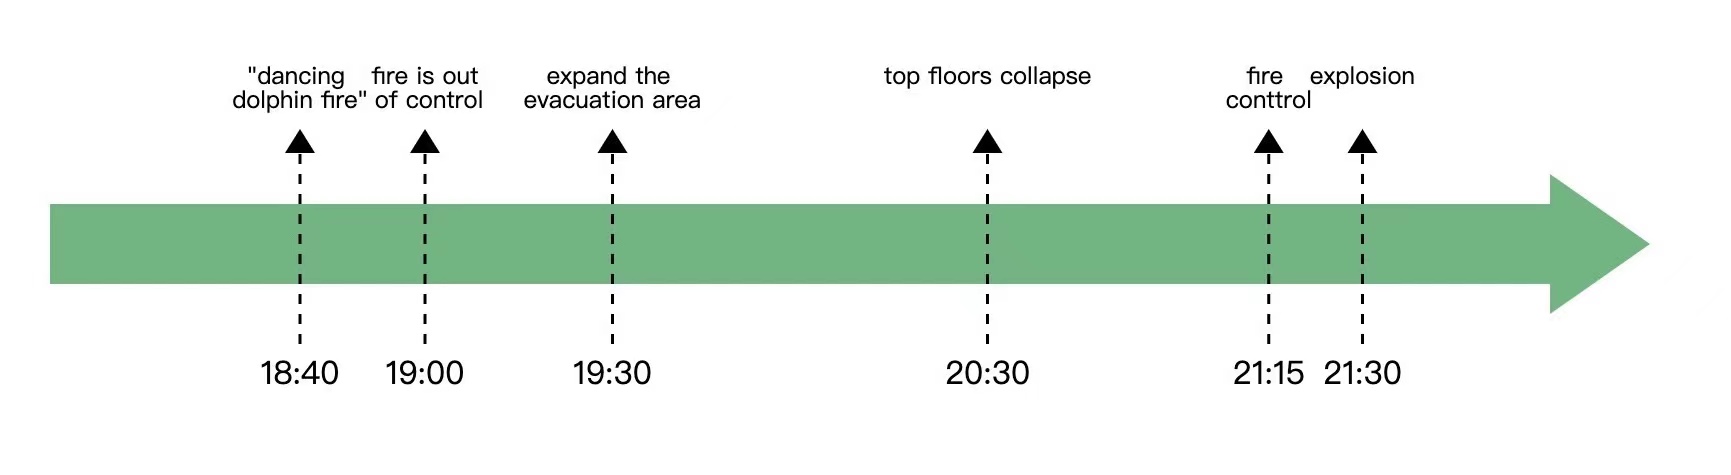 "dancing
dolphin fire"
fire is out
of control
expand the
evacuation area
top floors collapse
fire
conttrol
explosion
18:40
19:00
19:30
20:30
21:15
21:30